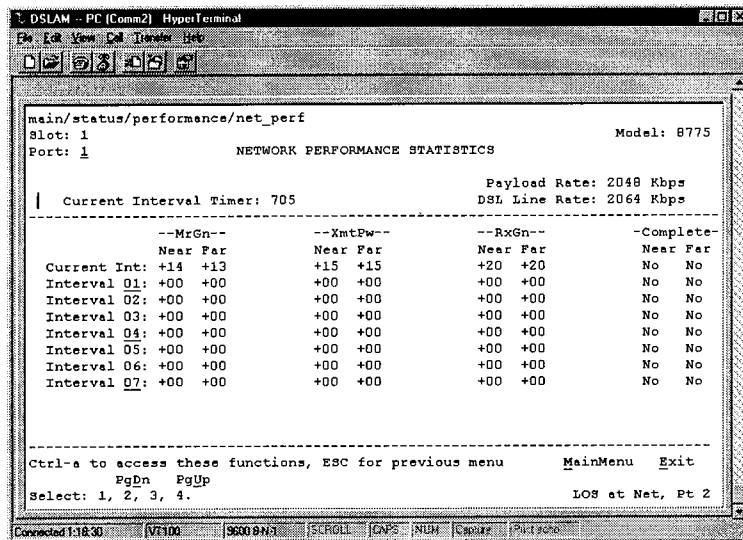 DSLAM -- PC (Comm2) HyperTerminal
File Edit View Call Transfer Help
main/status/performance/net_perf
Slot: 1 Model: 8775
Port: 1 NETWORK PERFORMANCE STATISTICS
Payload Rate: 2048 Kbps
Current Interval Timer: 705 DSL Line Rate: 2064 Kbps
--MrGn-- --XmtPw-- --RxGn-- -Complete-
Near Far Near Far Near Far Near Far
Current Int: +14 +13 +15 +15 +20 +20 No No
Interval 01: +00 +00 +00 +00 +00 +00 No No
Interval 02: +00 +00 +00 +00 +00 +00 No No
Interval 03: +00 +00 +00 +00 +00 +00 No No
Interval 04: +00 +00 +00 +00 +00 +00 No No
Interval 05: +00 +00 +00 +00 +00 +00 No No
Interval 06: +00 +00 +00 +00 +00 +00 No No
Interval 07: +00 +00 +00 +00 +00 +00 No No
Ctrl-a to access these functions, ESC for previous menu MainMenu Exit
PgDn PgUp
Select: 1, 2, 3, 4. LOS at Net, Pt 2
Connected 1:18:30 VT100 9600 8-N-1 SCROLL CAPS NUM Capture Print echo